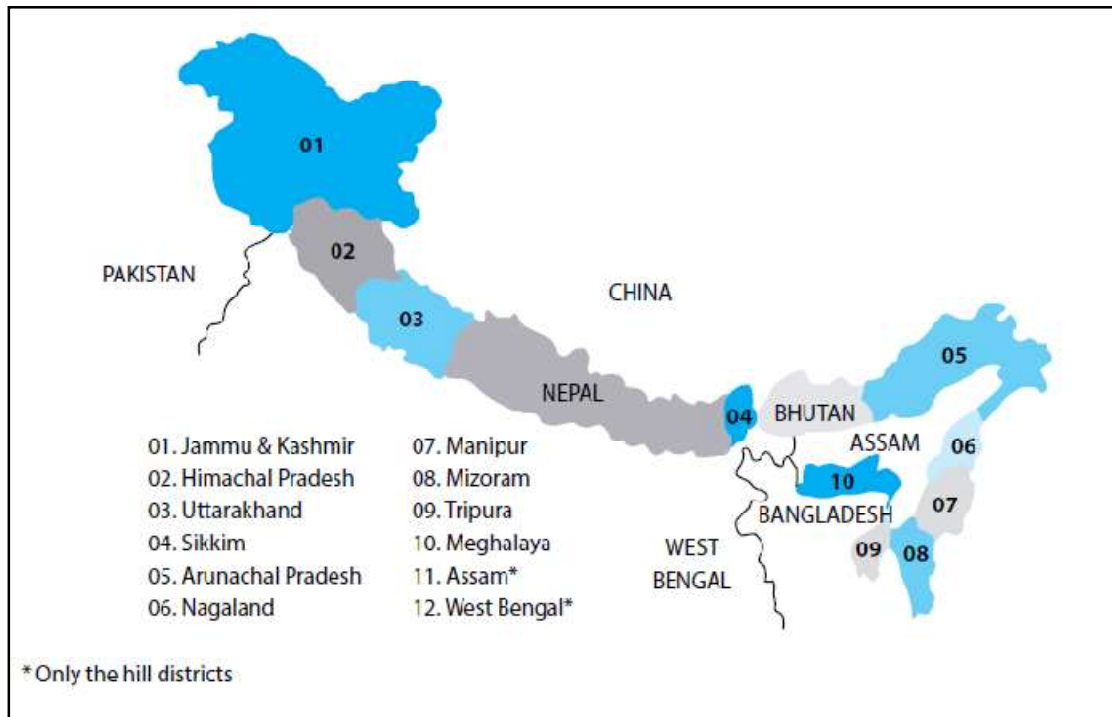 01
02
PAKISTAN
CHINA
03
05
NEPAL
04
BHUTAN
ASSAM
06
10
07
BANGLADESH
09
08
WEST
BENGAL
01. Jammu & Kashmir
02. Himachal Pradesh
03. Uttarakhand
04. Sikkim
05. Arunachal Pradesh
06. Nagaland
07. Manipur
08. Mizoram
09. Tripura
10. Meghalaya
11. Assam*
12. West Bengal*
* Only the hill districts